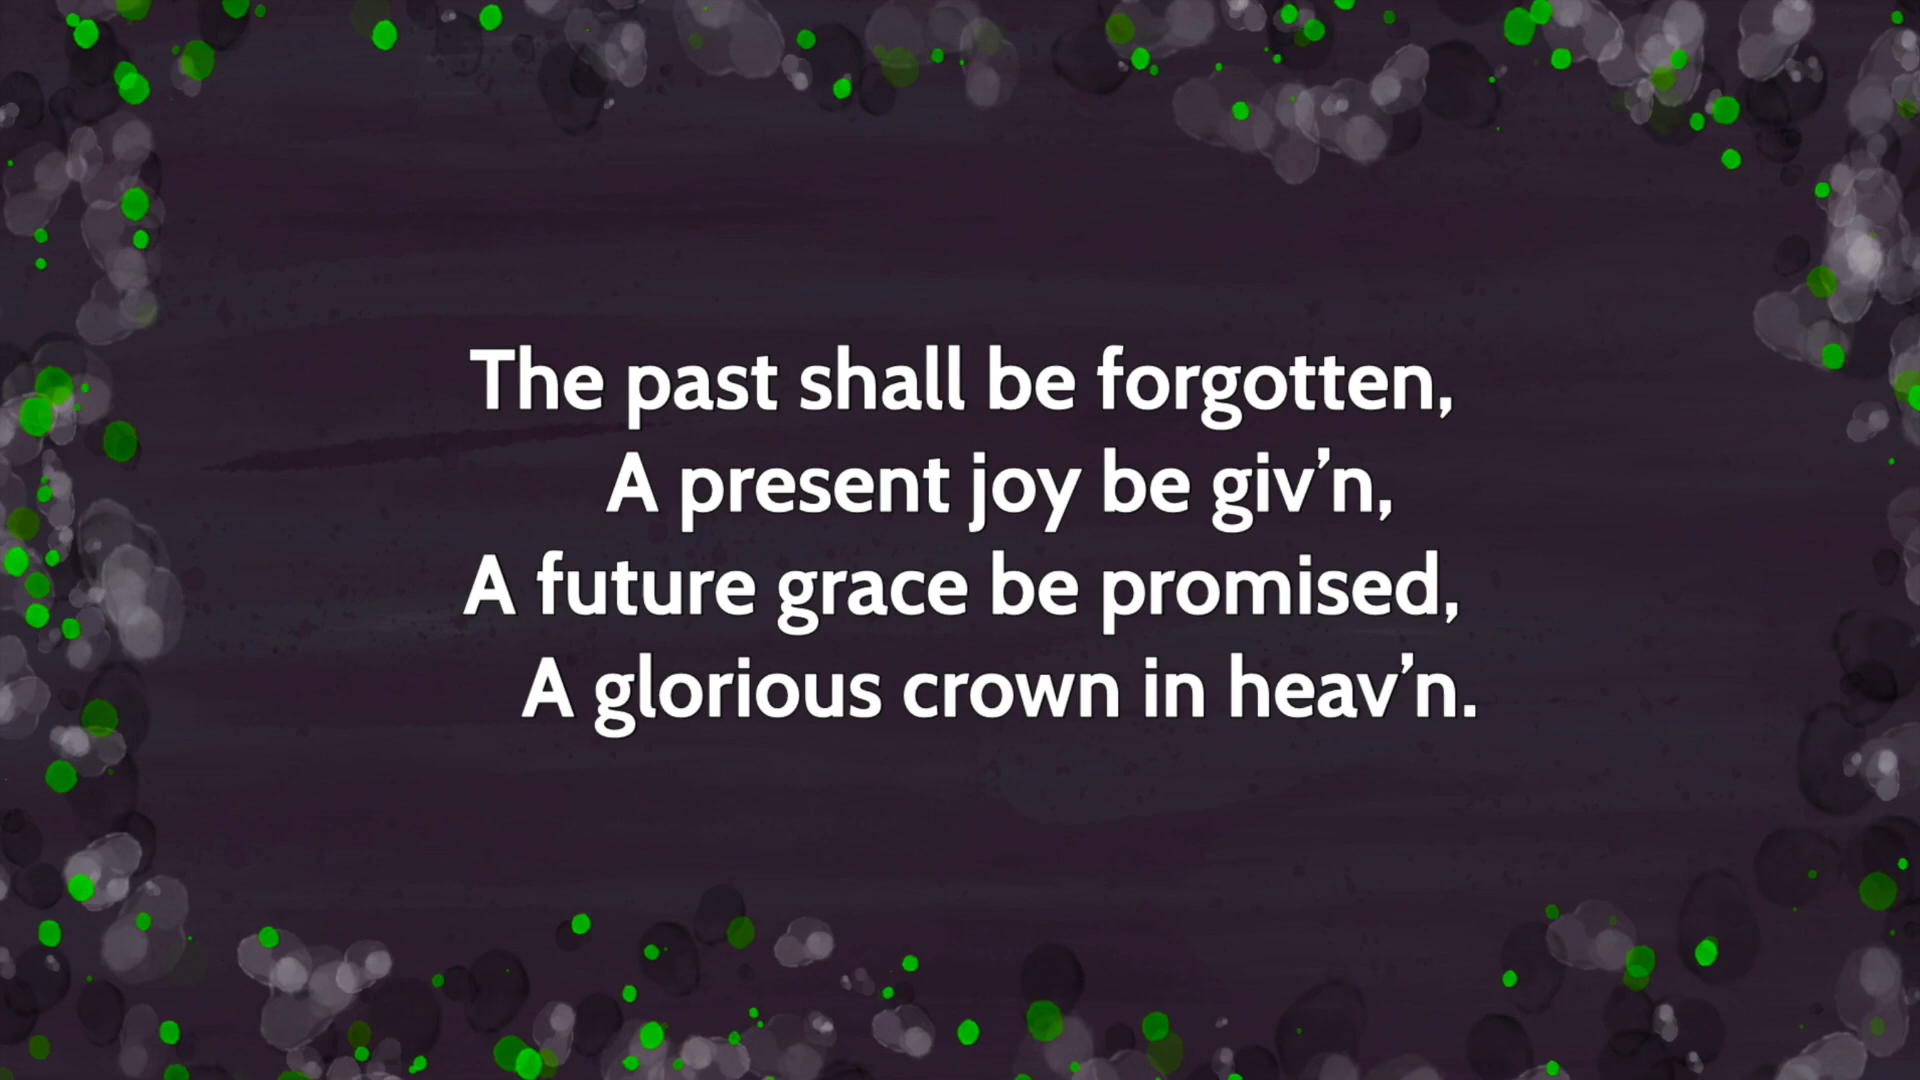 The past shall be forgotten,
A present joy be giv’n,
A future grace be promised,
A glorious crown in heav’n.